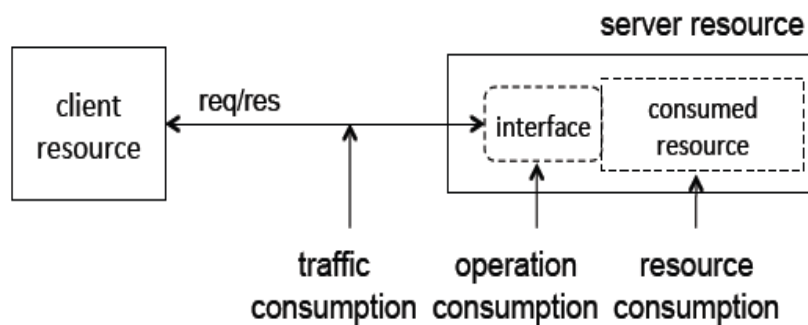 server resource
client
resource
req/res
interface
consumed
resource
traffic
consumption
operation
consumption
resource
consumption